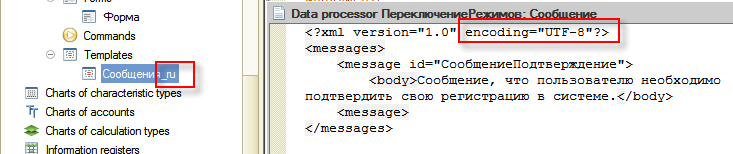 Forms
Форма
Commands
Templates
Сообщения_ru
Charts of characteristic types
Charts of accounts
Charts of calculation types
Information registers
Data processor ПереключениеРежимов: Сообщение
<?xml version="1.0" encoding="UTF-8"?>
<messages>
<message id="СообщениеПодтверждение">
<body>Сообщение, что пользователю необходимо
подтвердить свою регистрацию в системе.</body>
<message>
</messages>